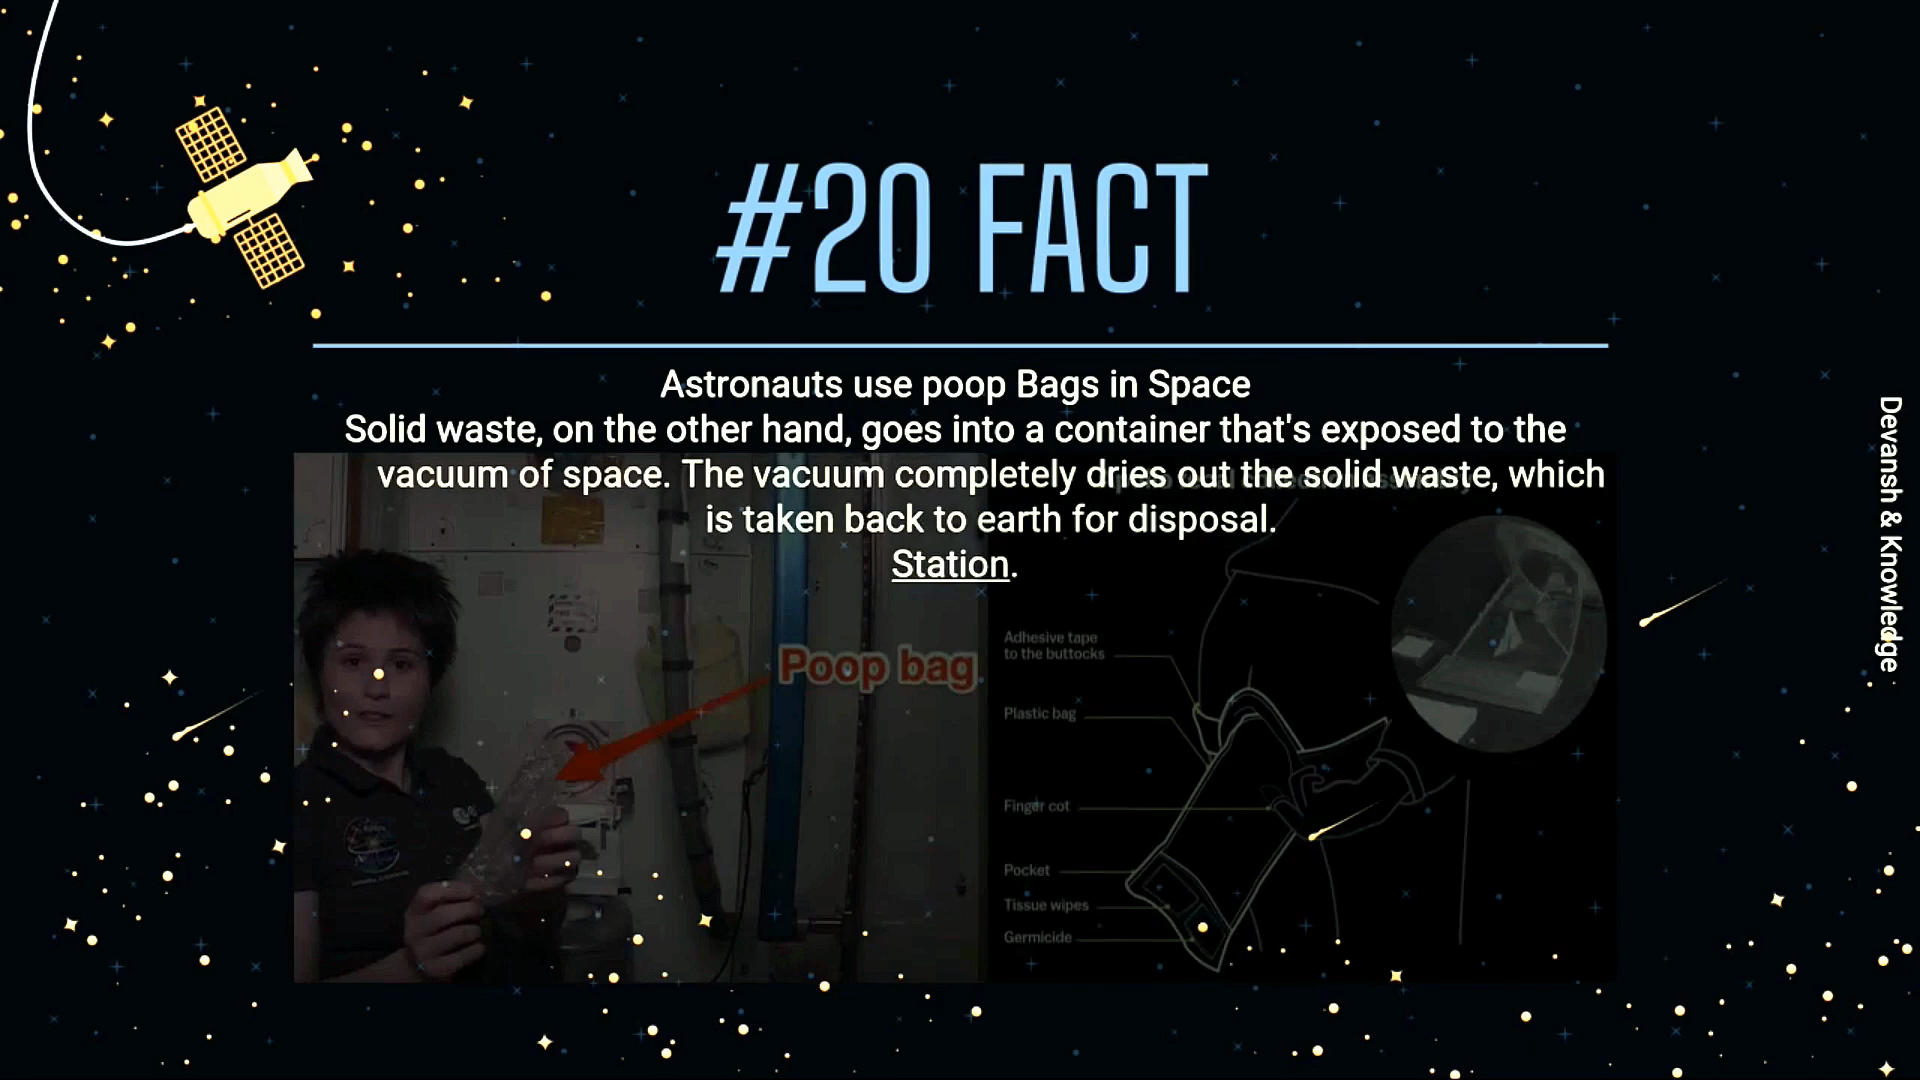 #20 FACT
Astronauts use poop Bags in Space
Solid waste, on the other hand, goes into a container that's exposed to the
vacuum of space. The vacuum completely dries out the solid waste, which
is taken back to earth for disposal.
Station.
Poop bag
Adhesive tape
to the buttocks
Plastic bag
Finger cot
Pocket
Tissue wipes
Germicide
Devansh & Knowledge